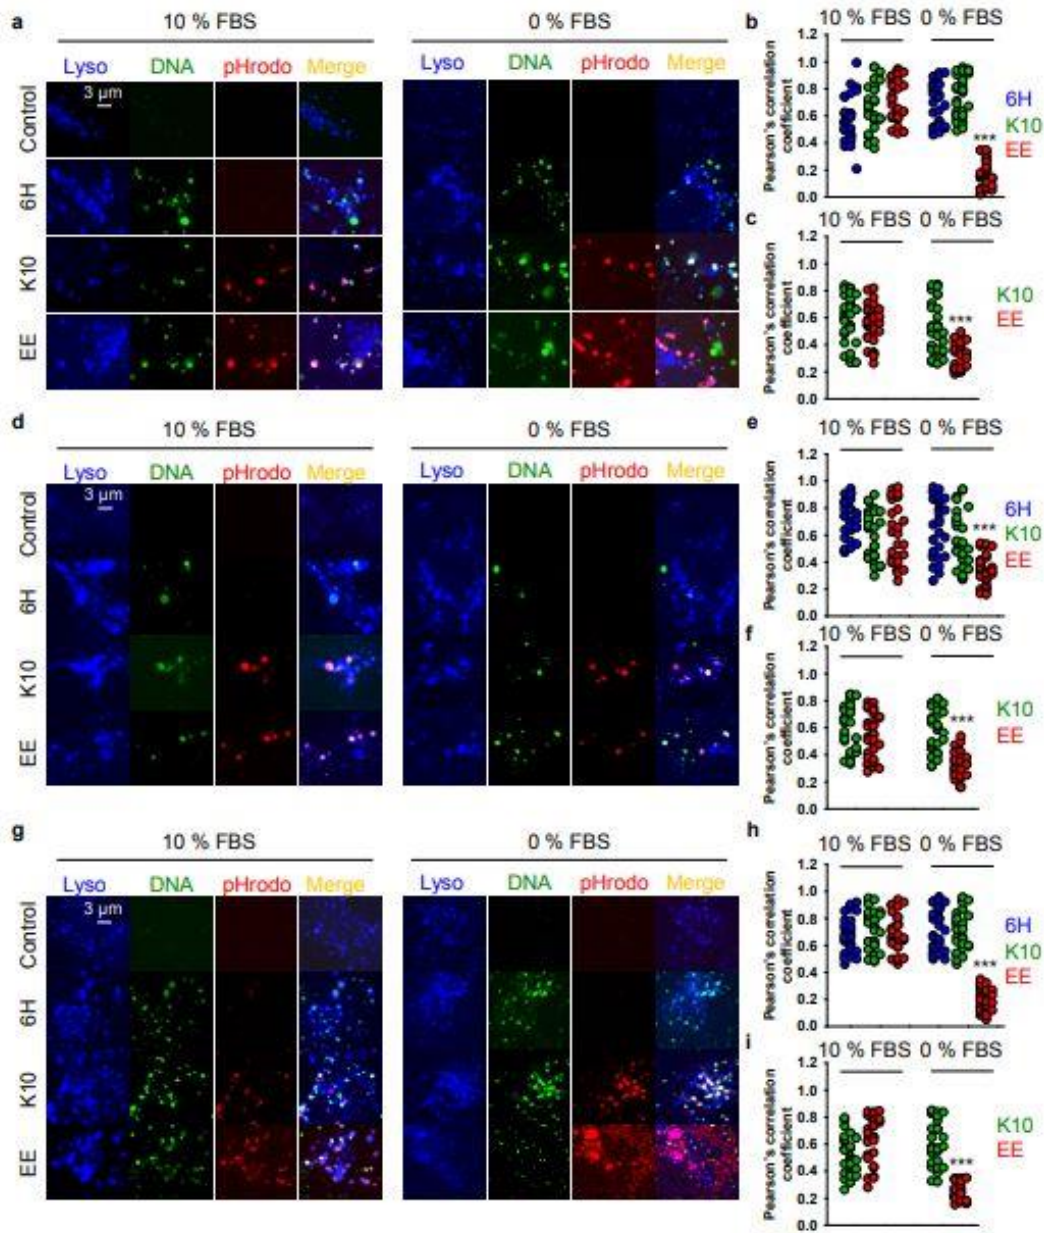 a
10 % FBS
0 % FBS
Lyso DNA pHrodo Merge
Lyso DNA pHrodo Merge
3 µm
Control
6H
K10
EE
b
10 % FBS 0 % FBS
Pearson's correlation
coefficient
1.2
1.0
0.8
0.6
0.4
0.2
0.0
***
6H
K10
EE
c
10 % FBS 0 % FBS
Pearson's correlation
coefficient
1.2
1.0
0.8
0.6
0.4
0.2
0.0
***
K10
EE
d
10 % FBS
0 % FBS
Lyso DNA pHrodo Merge
Lyso DNA pHrodo Merge
3 µm
Control
6H
K10
EE
e
10 % FBS 0 % FBS
Pearson's correlation
coefficient
1.2
1.0
0.8
0.6
0.4
0.2
0.0
***
6H
K10
EE
f
10 % FBS 0 % FBS
Pearson's correlation
coefficient
1.2
1.0
0.8
0.6
0.4
0.2
0.0
***
K10
EE
g
10 % FBS
0 % FBS
Lyso DNA pHrodo Merge
Lyso DNA pHrodo Merge
3 µm
Control
6H
K10
EE
h
10 % FBS 0 % FBS
Pearson's correlation
coefficient
1.2
1.0
0.8
0.6
0.4
0.2
0.0
***
6H
K10
EE
i
10 % FBS 0 % FBS
Pearson's correlation
coefficient
1.2
1.0
0.8
0.6
0.4
0.2
0.0
***
K10
EE